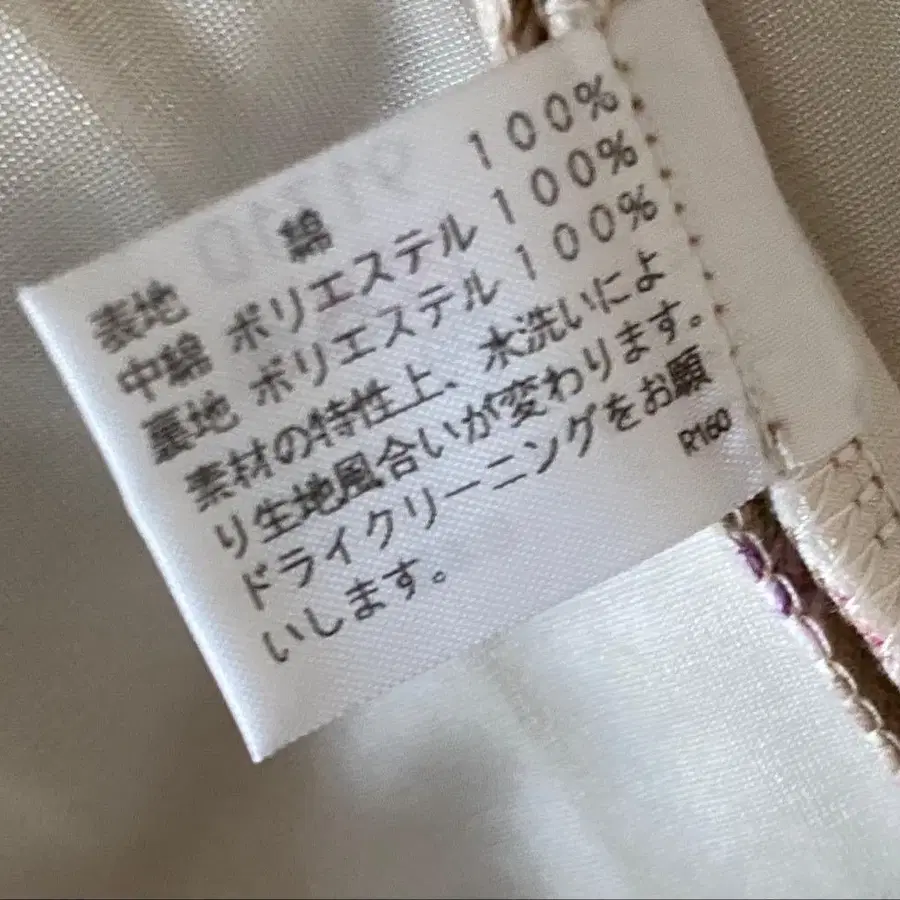 表地 綿 100%
中綿 ポリエステル 100%
裏地 ポリエステル 100%
素材の特性上、水洗いによ
り生地風合いが変わります。
ドライクリーニングをお願
いします。
R160